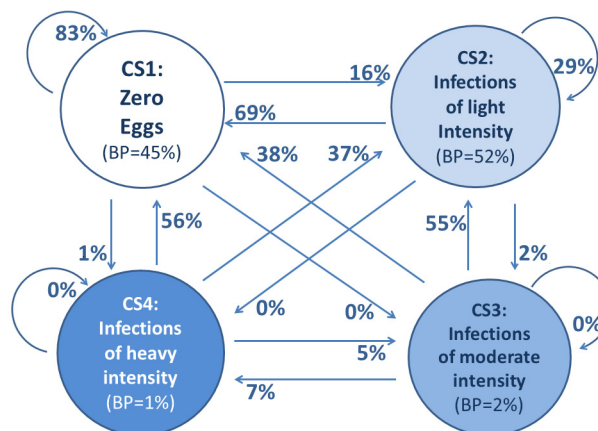 83%
CS1:
Zero
Eggs
(BP=45%)
16%
69%
CS2:
Infections
of light
Intensity
(BP=52%)
29%
38%
37%
1%
56%
55%
2%
0%
CS4:
Infections
of heavy
intensity
(BP=1%)
0%
0%
5%
7%
CS3:
Infections
of moderate
intensity
(BP=2%)
0%